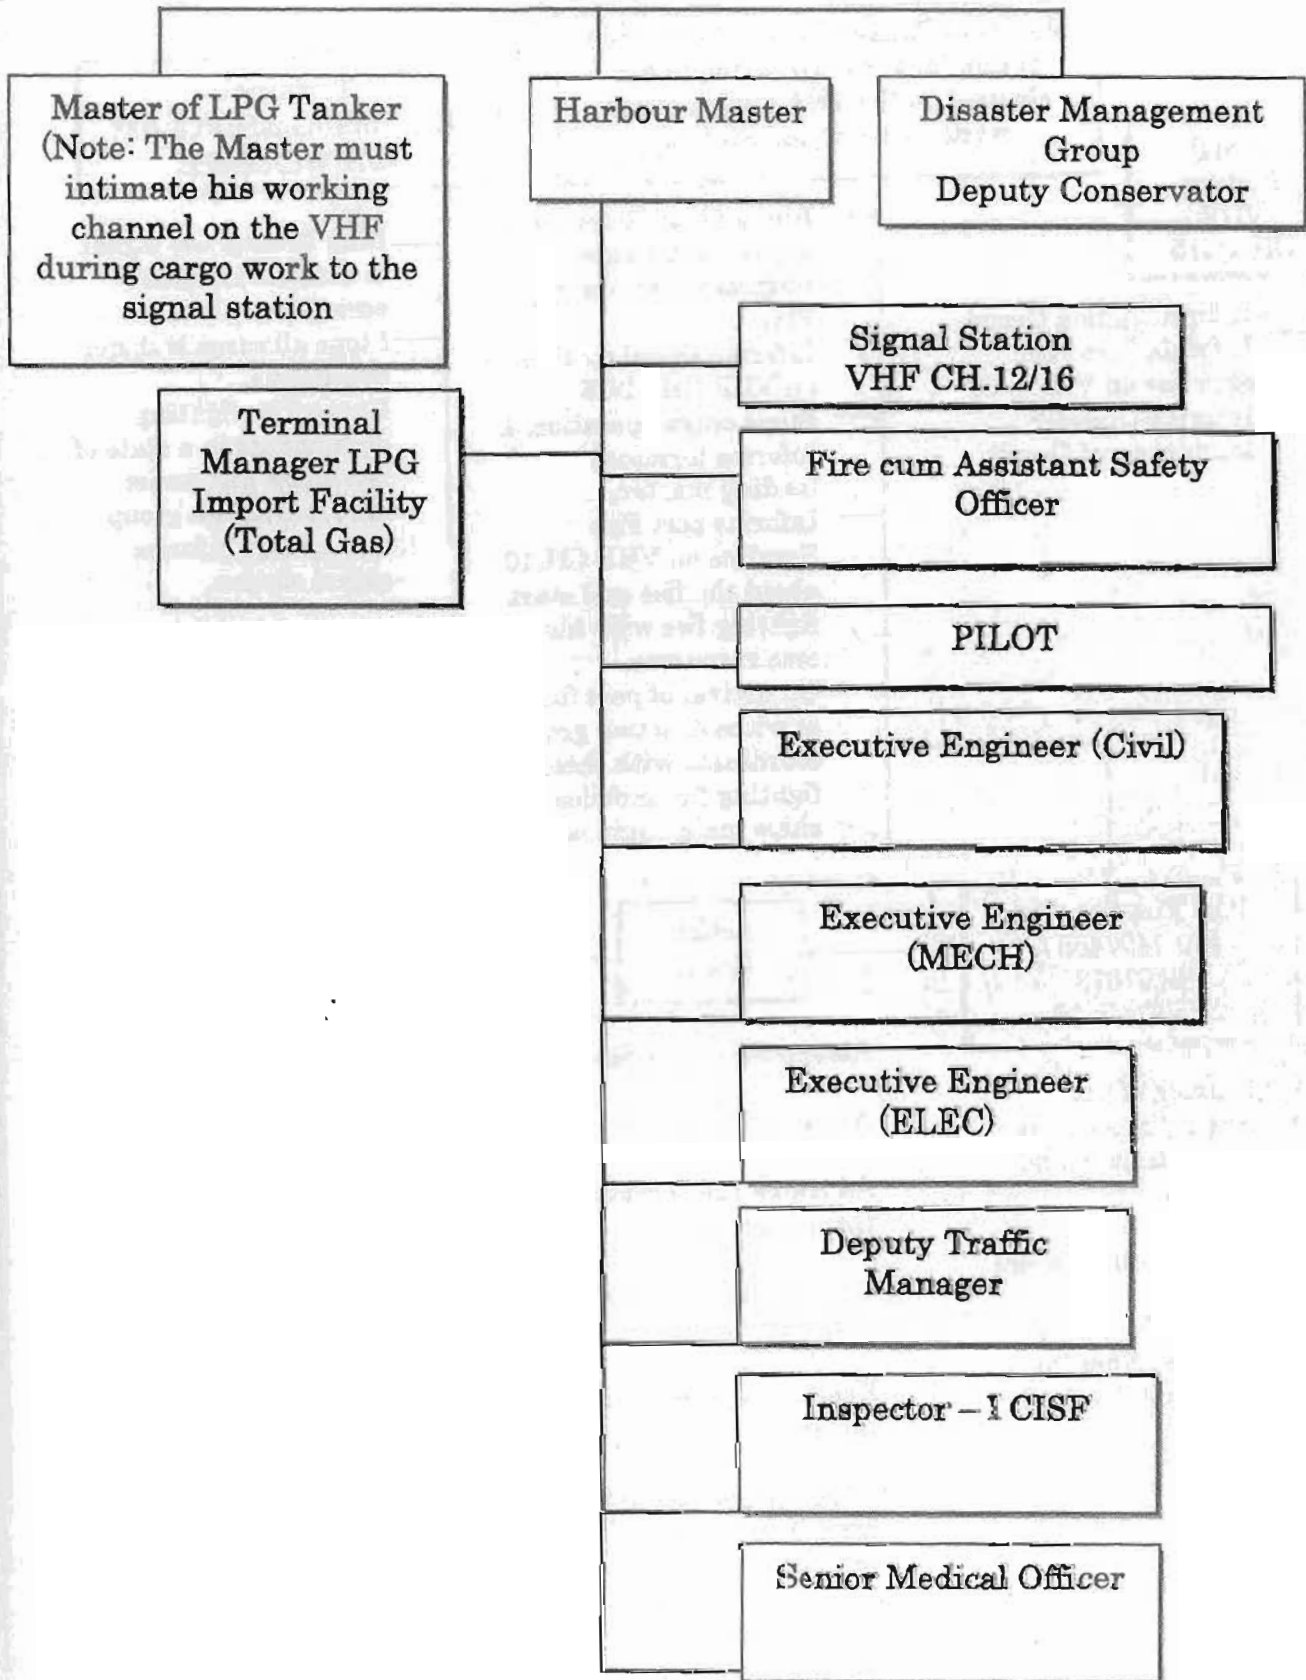 Master of LPG Tanker
(Note: The Master must
intimate his working
channel on the VHF
during cargo work to the
signal station
Harbour Master
Disaster Management
Group
Deputy Conservator
Signal Station
VHF CH.12/16
Terminal
Manager LPG
Import Facility
(Total Gas)
Fire cum Assistant Safety
Officer
PILOT
Executive Engineer (Civil)
Executive Engineer
(MECH)
Executive Engineer
(ELEC)
Deputy Traffic
Manager
Inspector – I CISF
Senior Medical Officer